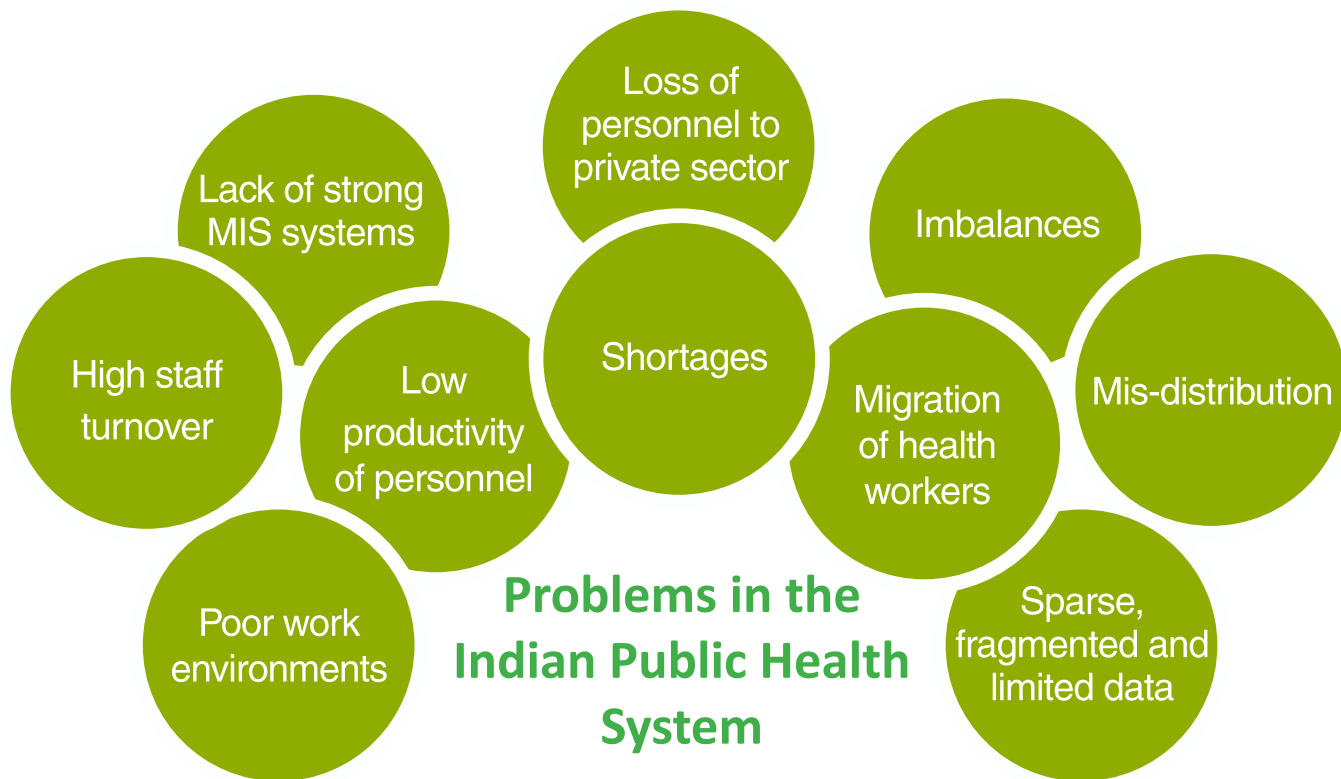 Loss of
personnel to
private sector
Lack of strong
MIS systems
Imbalances
High staff
turnover
Low
productivity
of personnel
Shortages
Migration
of health
workers
Mis-distribution
Poor work
environments
Sparse,
fragmented and
limited data
Problems in the
Indian Public Health
System